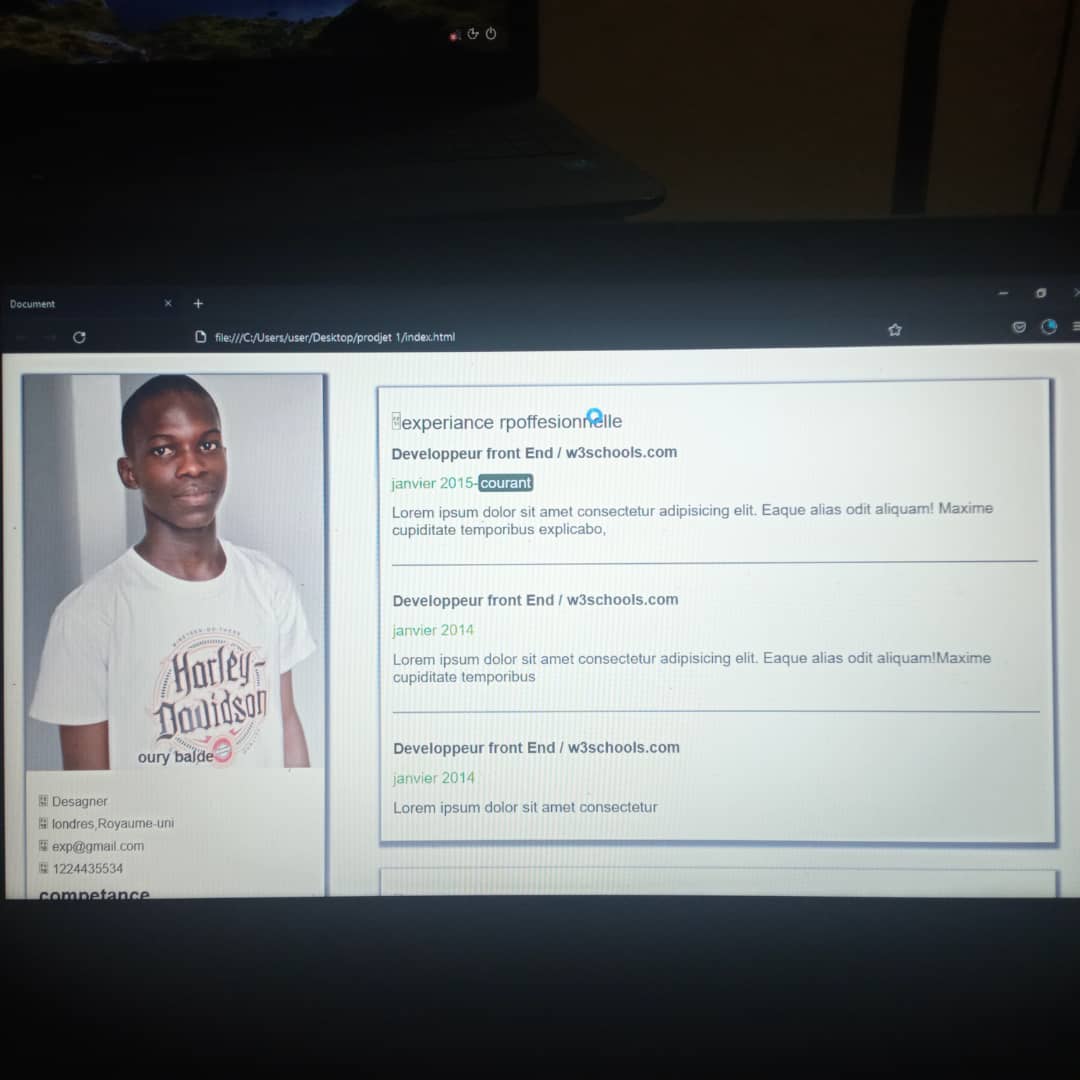 Document
file:///C:/Users/user/Desktop/prodjet 1/index.html
Harley-
Davidson
oury balde
Desagner
londres,Royaume-uni
exp@gmail.com
1224435534
competance
experiance rpoffesionnelle
Developpeur front End / w3schools.com
janvier 2015-courant
Lorem ipsum dolor sit amet consectetur adipisicing elit. Eaque alias odit aliquam! Maxime
cupiditate temporibus explicabo,
Developpeur front End / w3schools.com
janvier 2014
Lorem ipsum dolor sit amet consectetur adipisicing elit. Eaque alias odit aliquam!Maxime
cupiditate temporibus
Developpeur front End / w3schools.com
janvier 2014
Lorem ipsum dolor sit amet consectetur